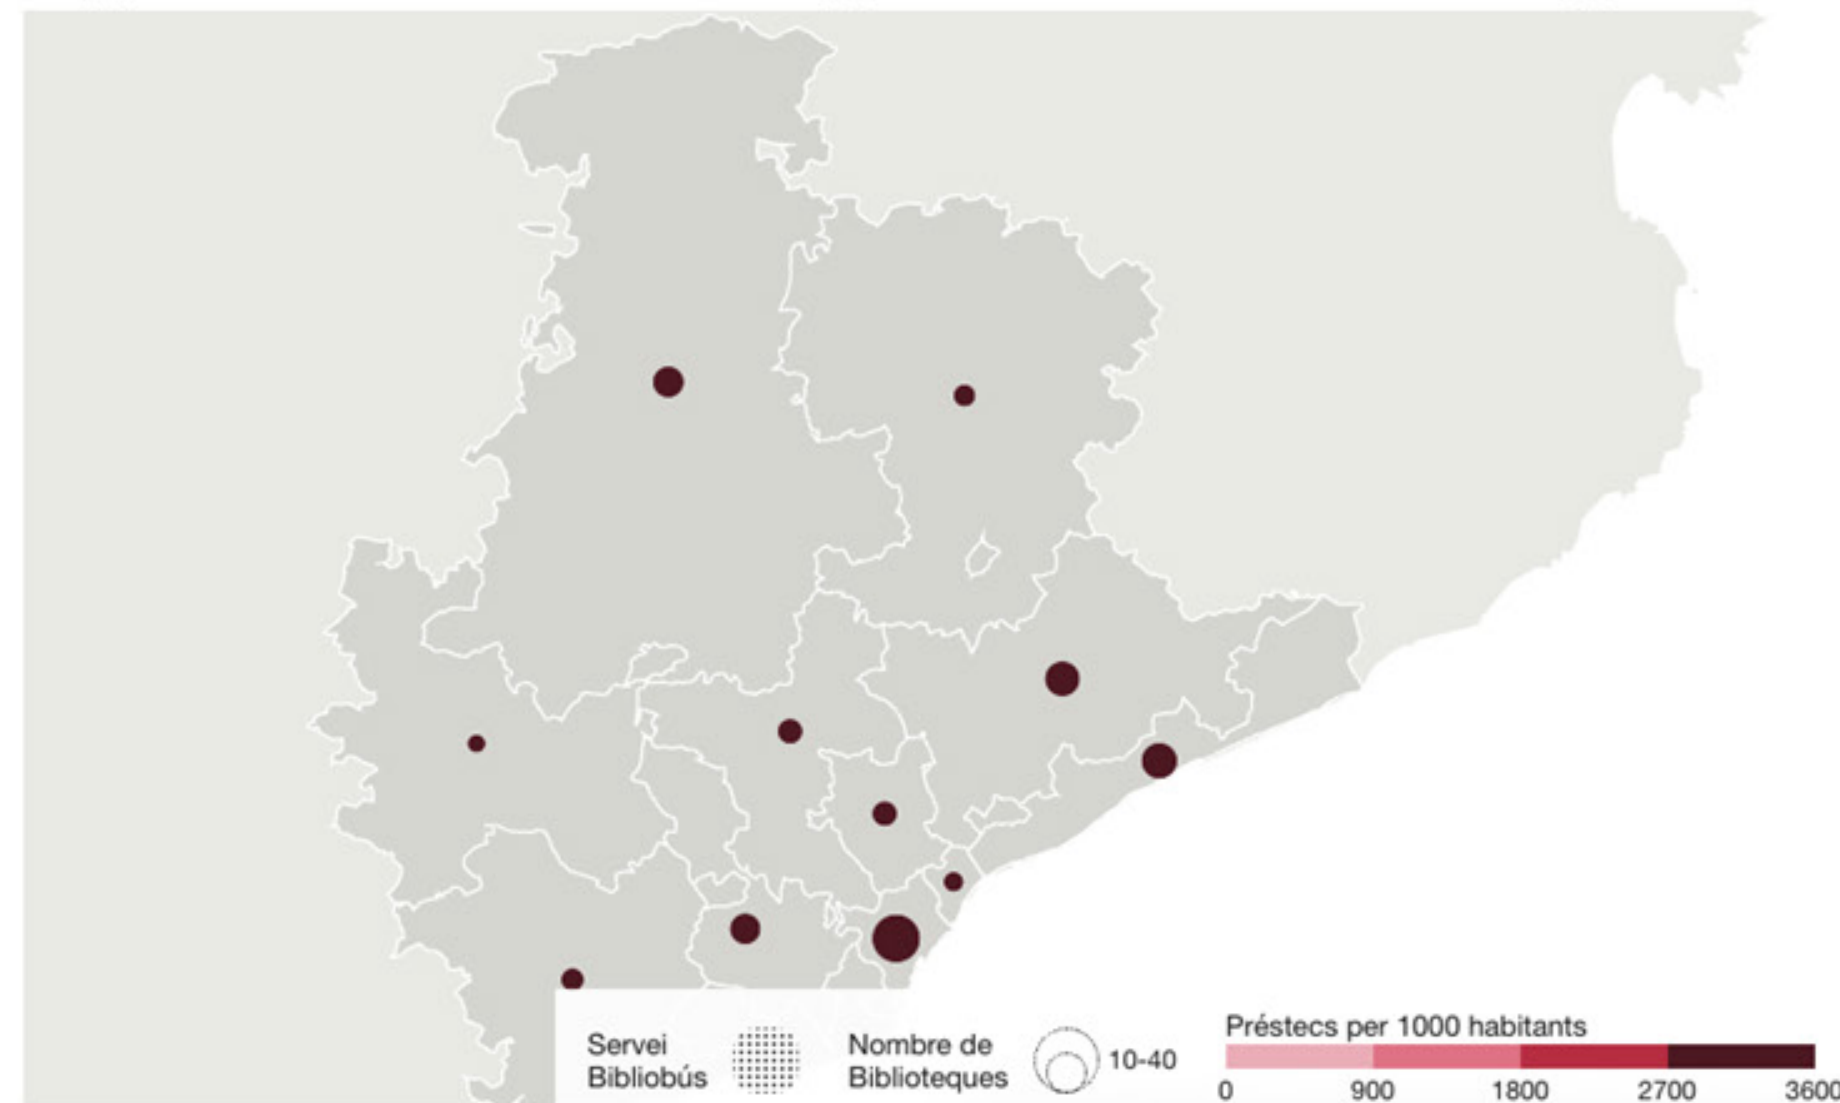 Servei
Bibliobús
Nombre de
Biblioteques
10-40
Préstecs per 1000 habitants
0 900 1800 2700 3600